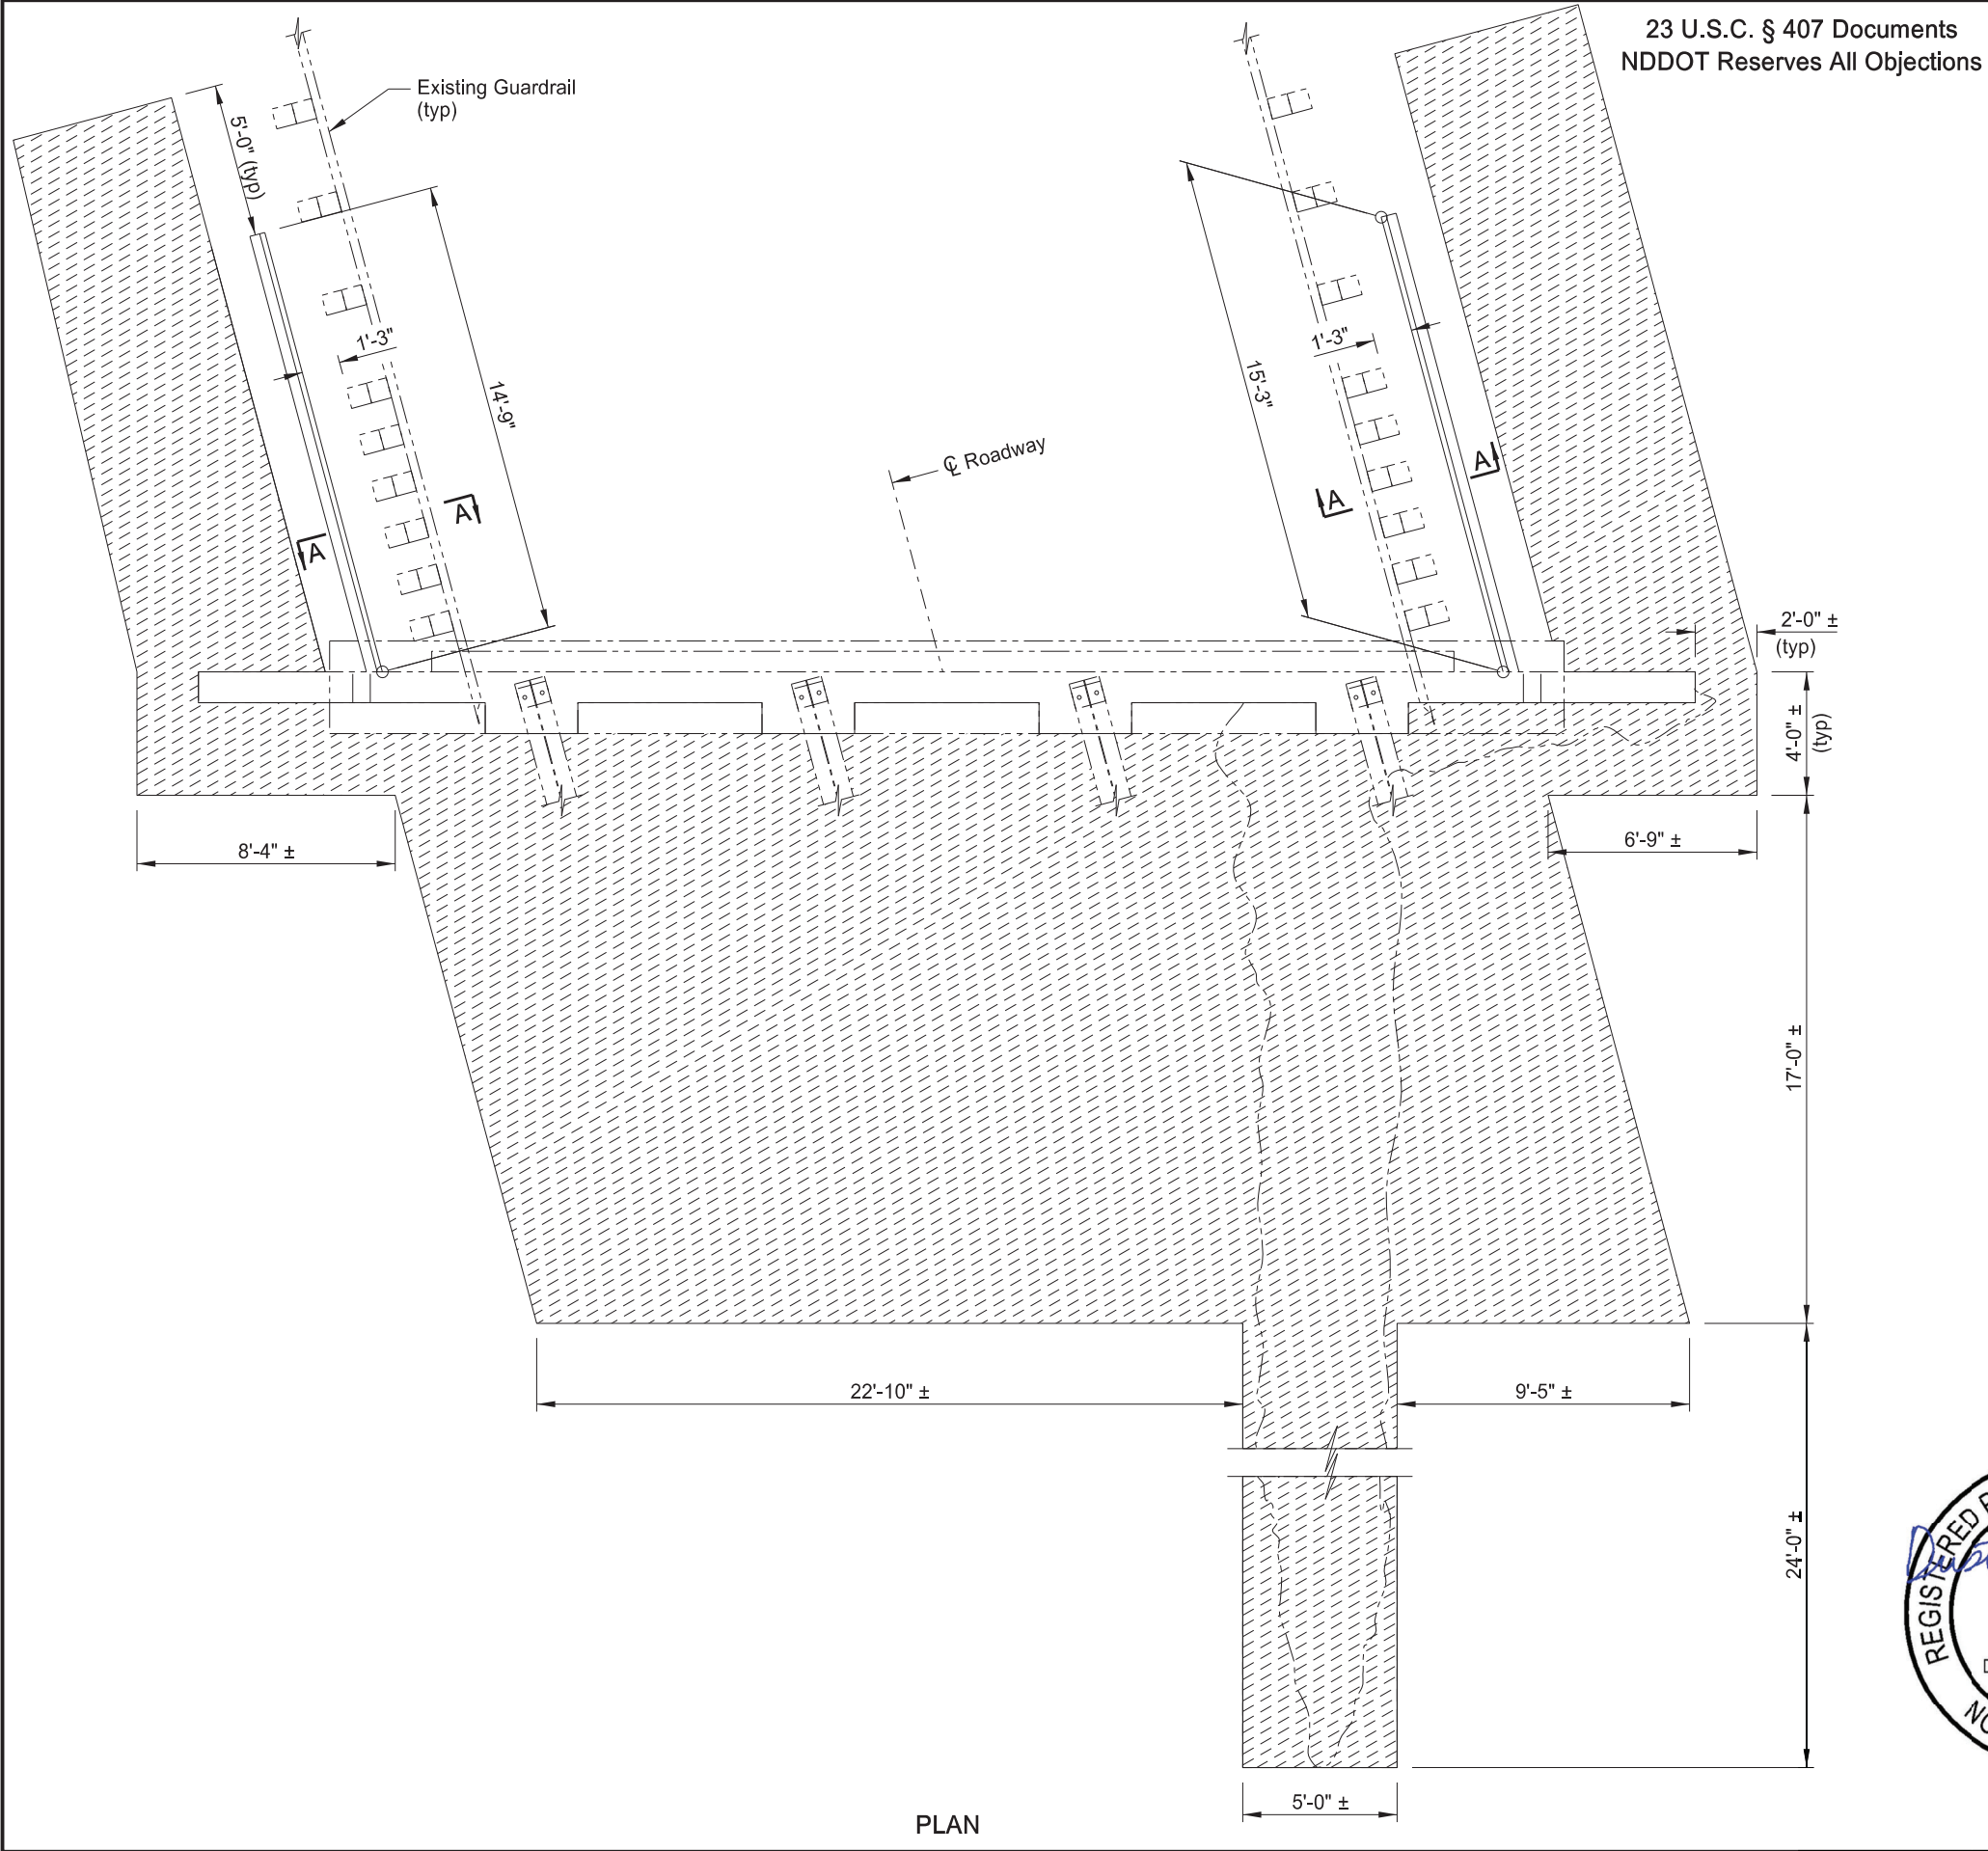 23 U.S.C. § 407 Documents
NDDOT Reserves All Objections
Existing Guardrail
(typ)
5'-0" (typ)
1'-3"
14'-9"
1'-3"
15'-3"
℄ Roadway
A
A
A
A
2'-0" ±
(typ)
4'-0" ±
(typ)
8'-4" ±
6'-9" ±
17'-0" ±
22'-10" ±
9'-5" ±
24'-0" ±
5'-0" ±
PLAN
REGISTERED